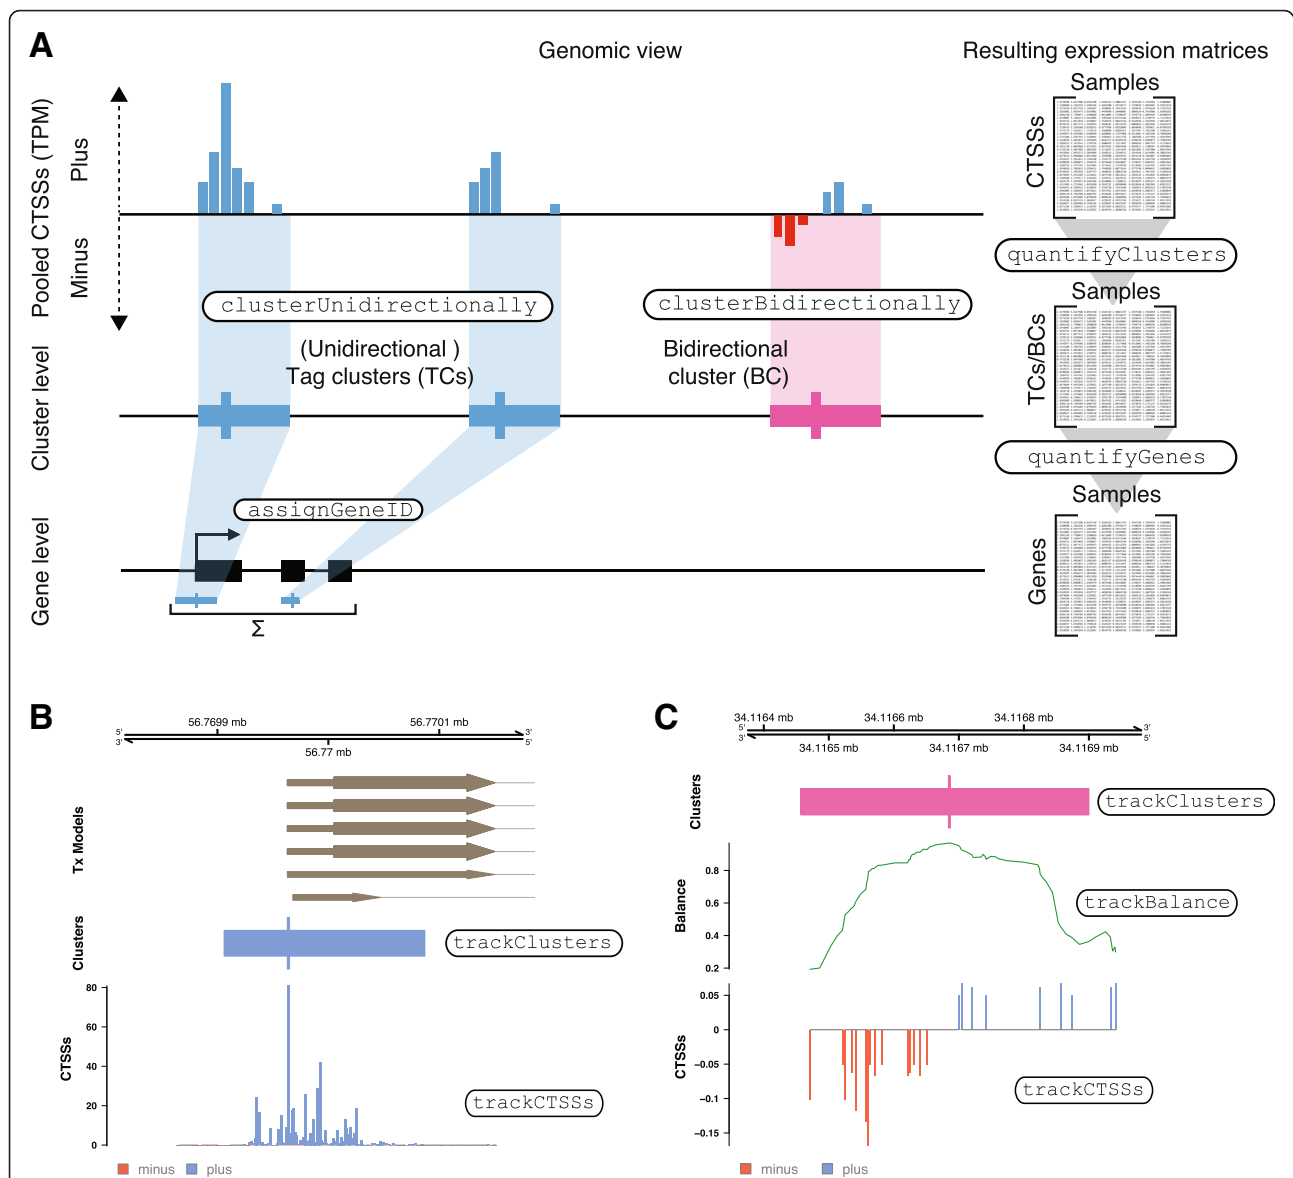 A
Genomic view
Resulting expression matrices
Pooled CTSSs (TPM)
Plus
Minus
Samples
CTSSs
quantifyClusters
clusterUnidirectionally
clusterBidirectionally
(Unidirectional )
Tag clusters (TCs)
Bidirectional
cluster (BC)
Samples
TCs/BCs
Cluster level
quantifyGenes
assignGeneID
Samples
Genes
Gene level
Σ
B
56.7699 mb
56.7701 mb
5'
3'
3'
5'
56.77 mb
Tx Models
Clusters
trackClusters
CTSSs
80
60
40
20
0
trackCTSSs
minus
plus
C
34.1164 mb
34.1166 mb
34.1168 mb
5'
3'
3'
5'
34.1165 mb
34.1167 mb
34.1169 mb
Clusters
trackClusters
Balance
0.8
0.6
0.4
0.2
trackBalance
CTSSs
0.05
0
−0.05
−0.1
−0.15
trackCTSSs
minus
plus